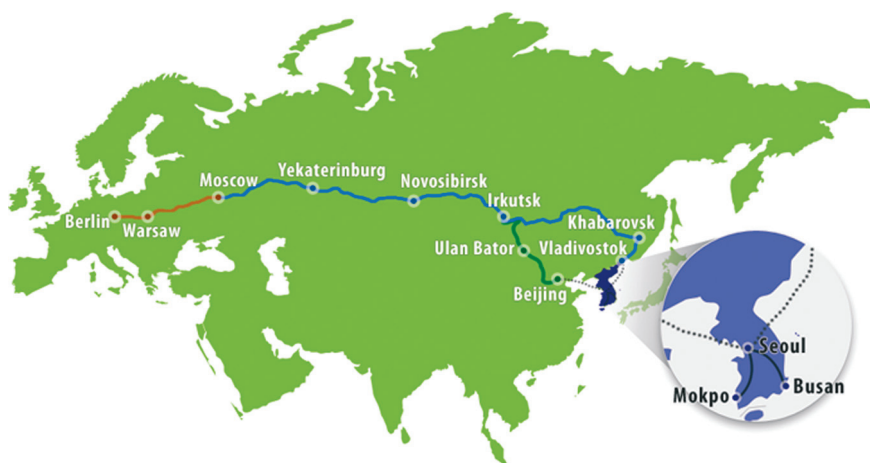 Yekaterinburg
Moscow
Novosibirsk
Irkutsk
Berlin
Warsaw
Khabarovsk
Ulan Bator
Vladivostok
Beijing
Seoul
Mokpo
Busan